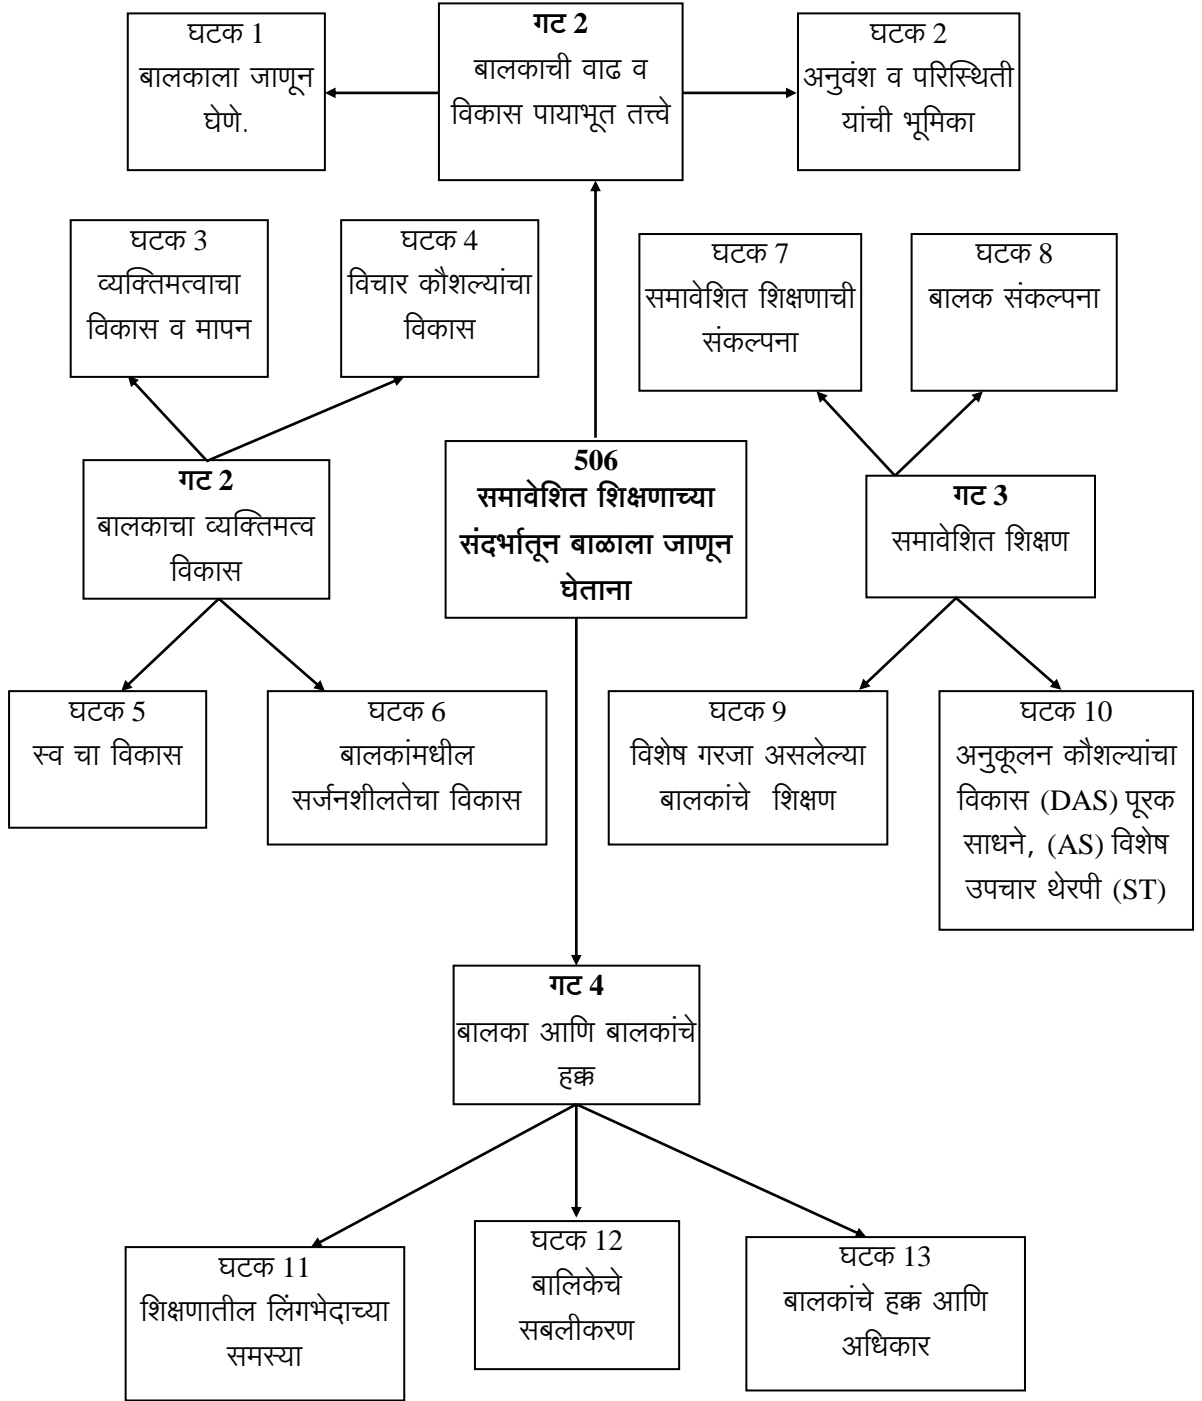 घटक 1
बालकाला जाणून
घेणे.
गट 2
बालकाची वाढ व
विकास पायाभूत तत्त्वे
घटक 2
अनुवंश व परिस्थिती
यांची भूमिका
घटक 3
व्यक्तिमत्वाचा
विकास व मापन
घटक 4
विचार कौशल्यांचा
विकास
घटक 7
समावेशित शिक्षणाची
संकल्पना
घटक 8
बालक संकल्पना
गट 2
बालकाचा व्यक्तिमत्व
विकास
506
समावेशित शिक्षणाच्या
संदर्भातून बाळाला जाणून
घेताना
गट 3
समावेशित शिक्षण
घटक 5
स्व चा विकास
घटक 6
बालकांमधील
सर्जनशीलतेचा विकास
घटक 9
विशेष गरजा असलेल्या
बालकांचे शिक्षण
घटक 10
अनुकूलन कौशल्यांचा
विकास (DAS) पूरक
साधने, (AS) विशेष
उपचार थेरपी (ST)
गट 4
बालका आणि बालकांचे
हक्क
घटक 11
शिक्षणातील लिंगभेदाच्या
समस्या
घटक 12
बालिकेचे
सबलीकरण
घटक 13
बालकांचे हक्क आणि
अधिकार